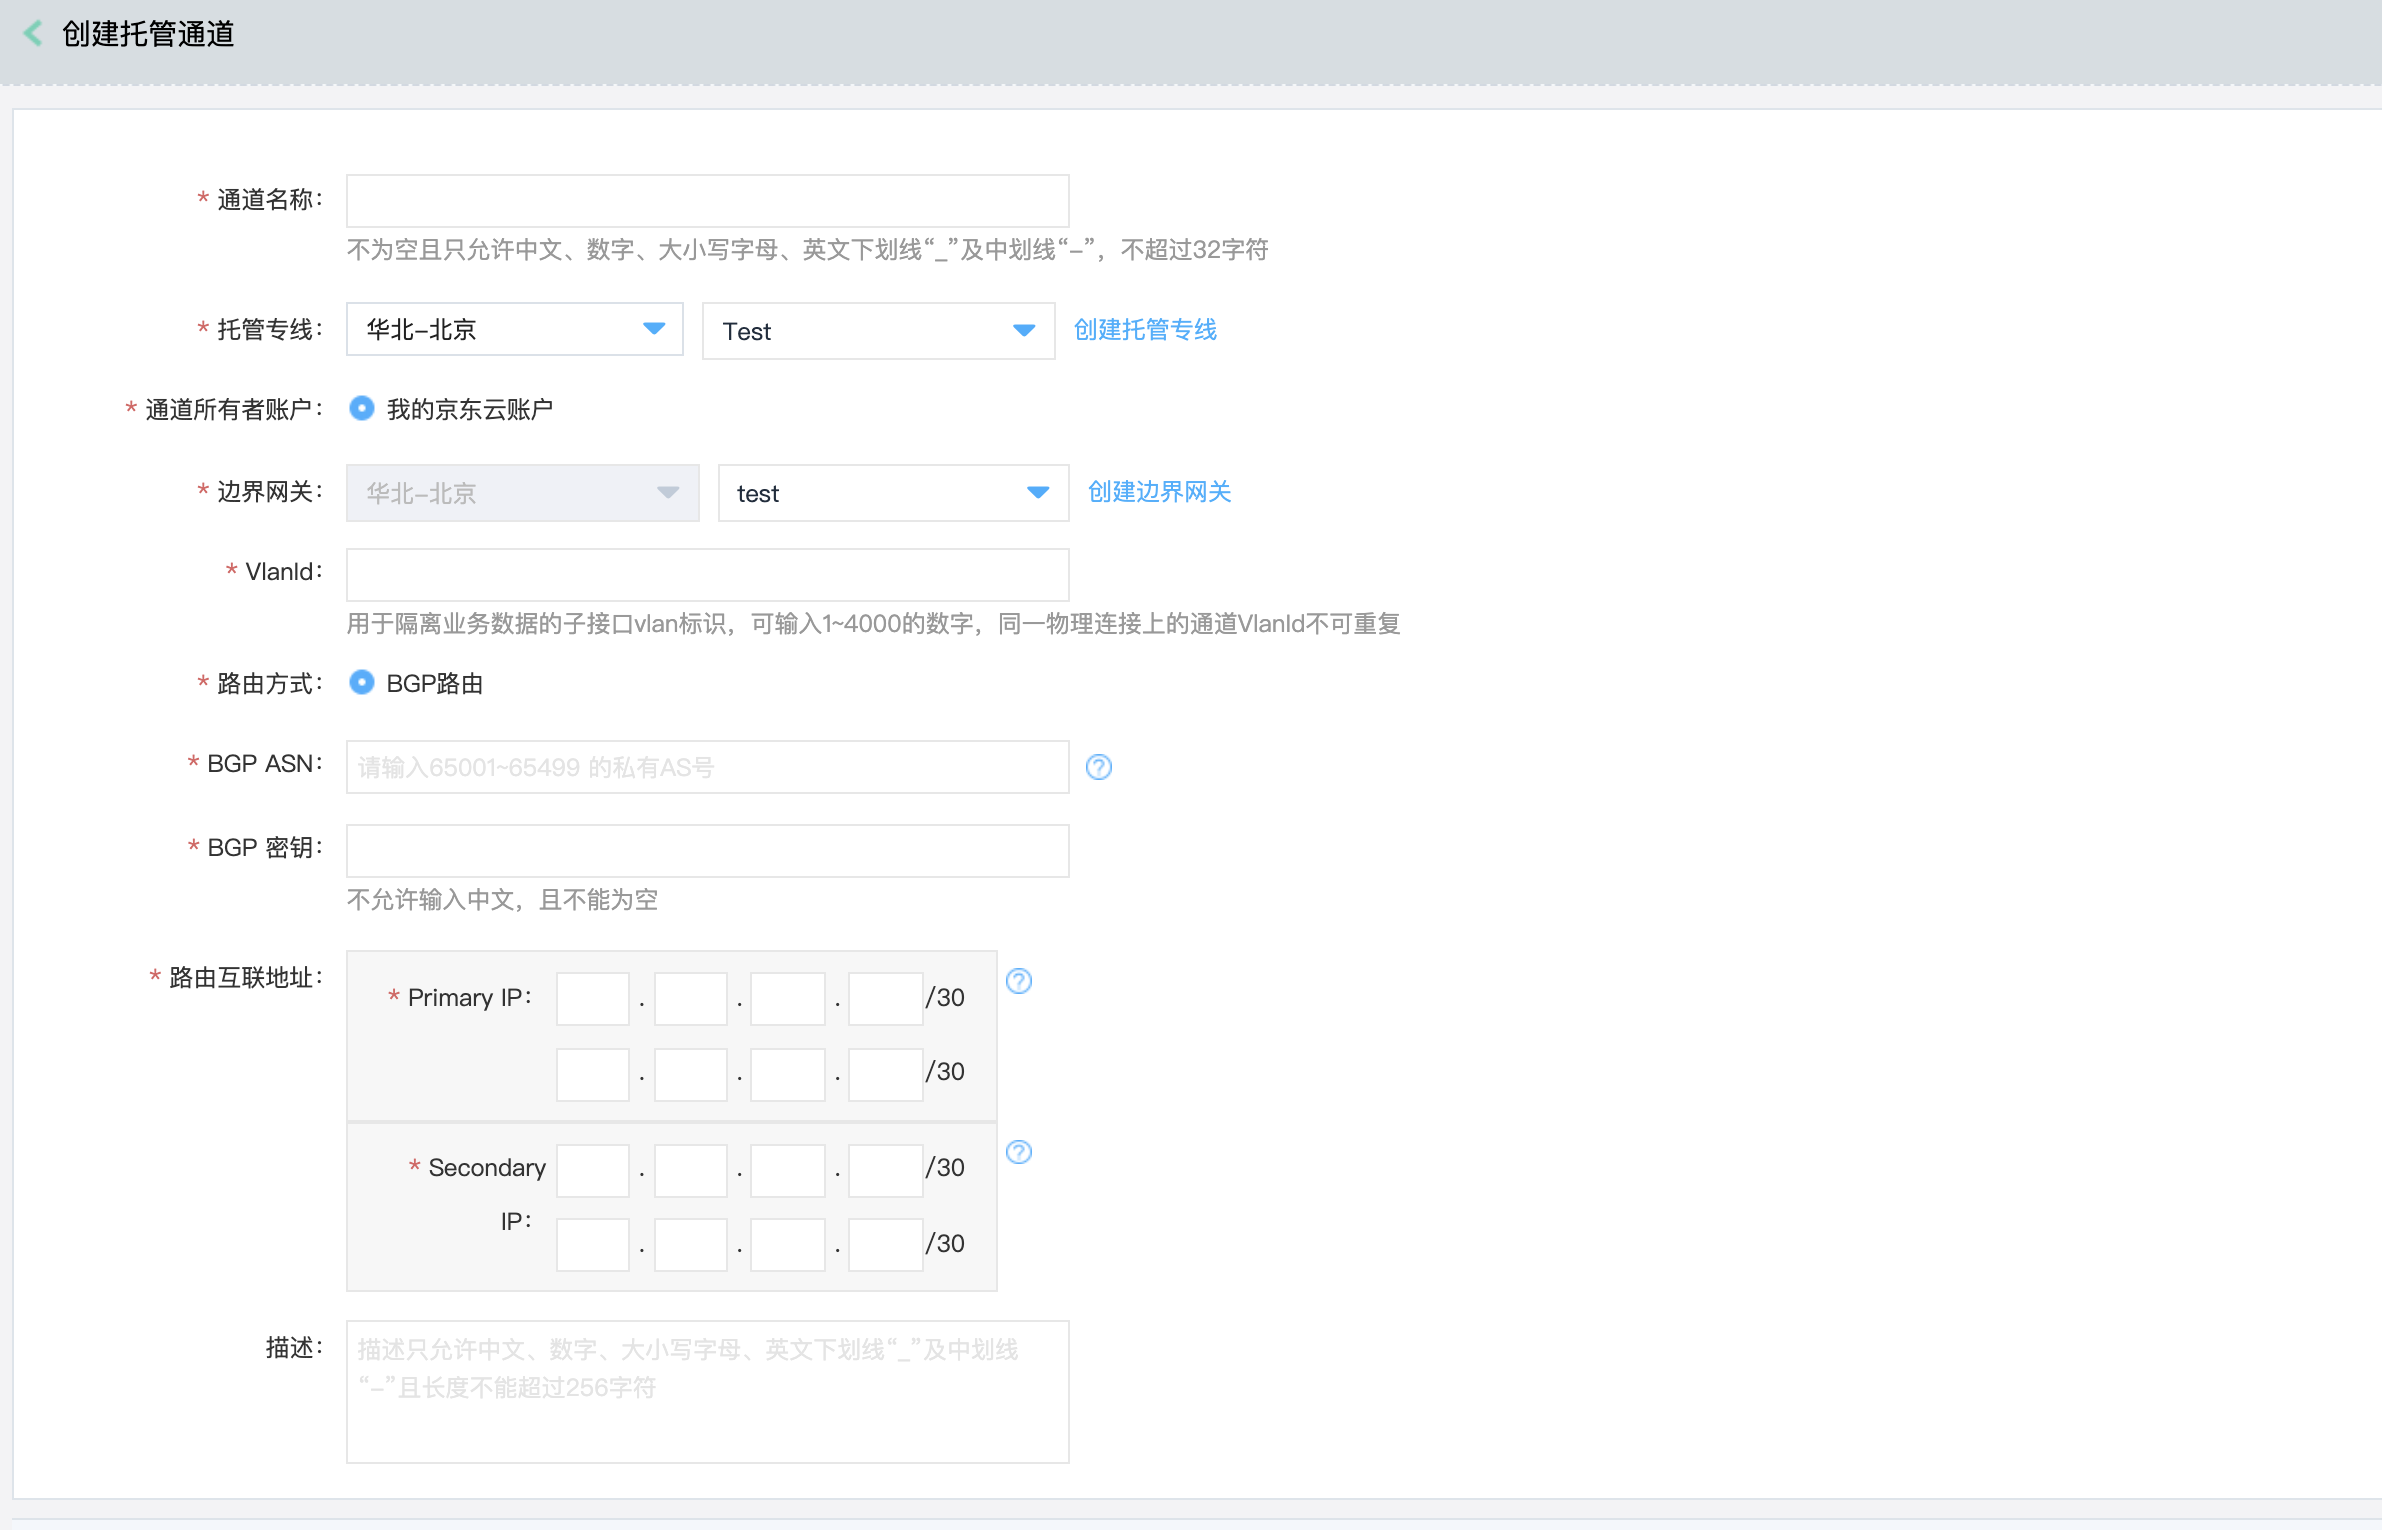 创建托管通道
* 通道名称：
不为空且只允许中文、数字、大小写字母、英文下划线“_”及中划线“-”，不超过32字符
* 托管专线： 华北-北京 Test 创建托管专线
* 通道所有者账户： 我的京东云账户
* 边界网关： 华北-北京 test 创建边界网关
* VlanId：
用于隔离业务数据的子接口vlan标识，可输入1~4000的数字，同一物理连接上的通道VlanId不可重复
* 路由方式： BGP路由
* BGP ASN： 请输入65001~65499 的私有AS号 ?
* BGP 密钥：
不允许输入中文，且不能为空
* 路由互联地址： * Primary IP： . . . /30 ?
. . . /30
* Secondary . . . /30 ?
IP：
. . . /30
描述： 描述只允许中文、数字、大小写字母、英文下划线“_”及中划线
“-”且长度不能超过256字符